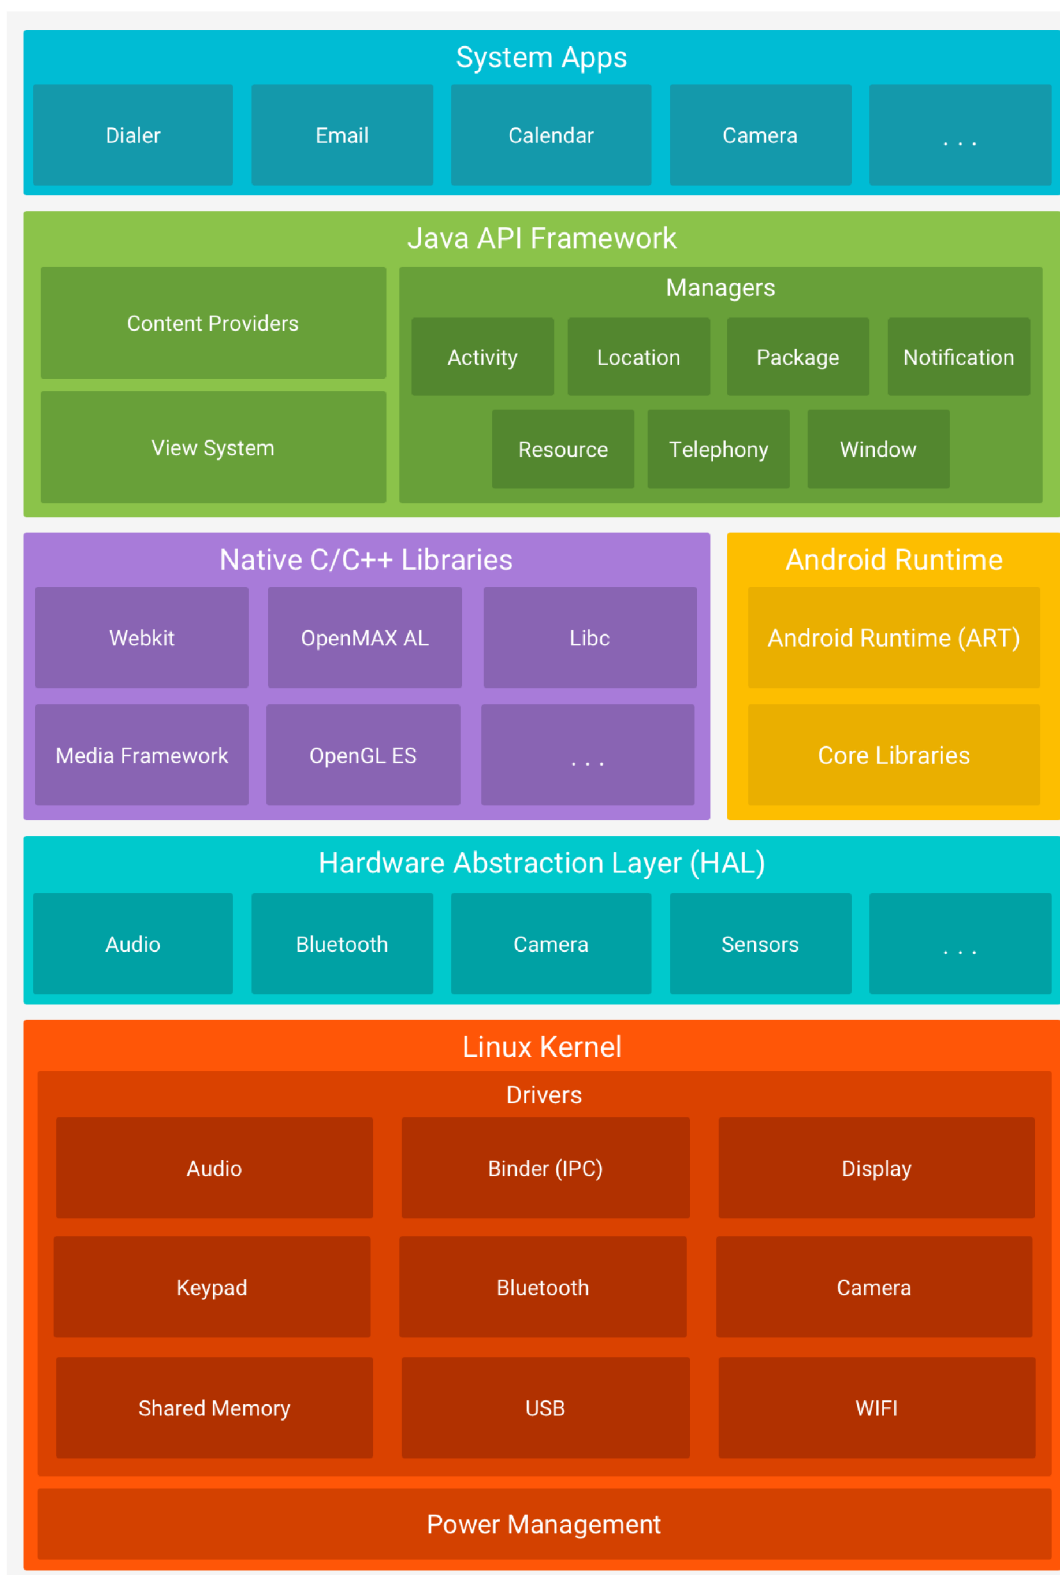 System Apps
Dialer
Email
Calendar
Camera
. . .
Java API Framework
Content Providers
View System
Managers
Activity
Location
Package
Notification
Resource
Telephony
Window
Native C/C++ Libraries
Webkit
OpenMAX AL
Libc
Media Framework
OpenGL ES
. . .
Android Runtime
Android Runtime (ART)
Core Libraries
Hardware Abstraction Layer (HAL)
Audio
Bluetooth
Camera
Sensors
. . .
Linux Kernel
Drivers
Audio
Binder (IPC)
Display
Keypad
Bluetooth
Camera
Shared Memory
USB
WIFI
Power Management